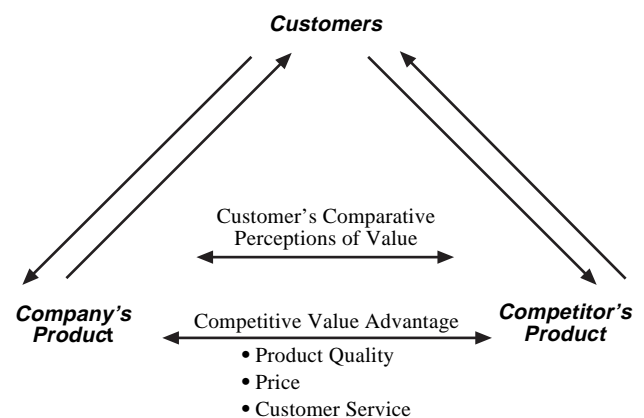 Customers
Customer’s Comparative
Perceptions of Value
Company’s
Product
Competitor’s
Product
Competitive Value Advantage
• Product Quality
• Price
• Customer Service